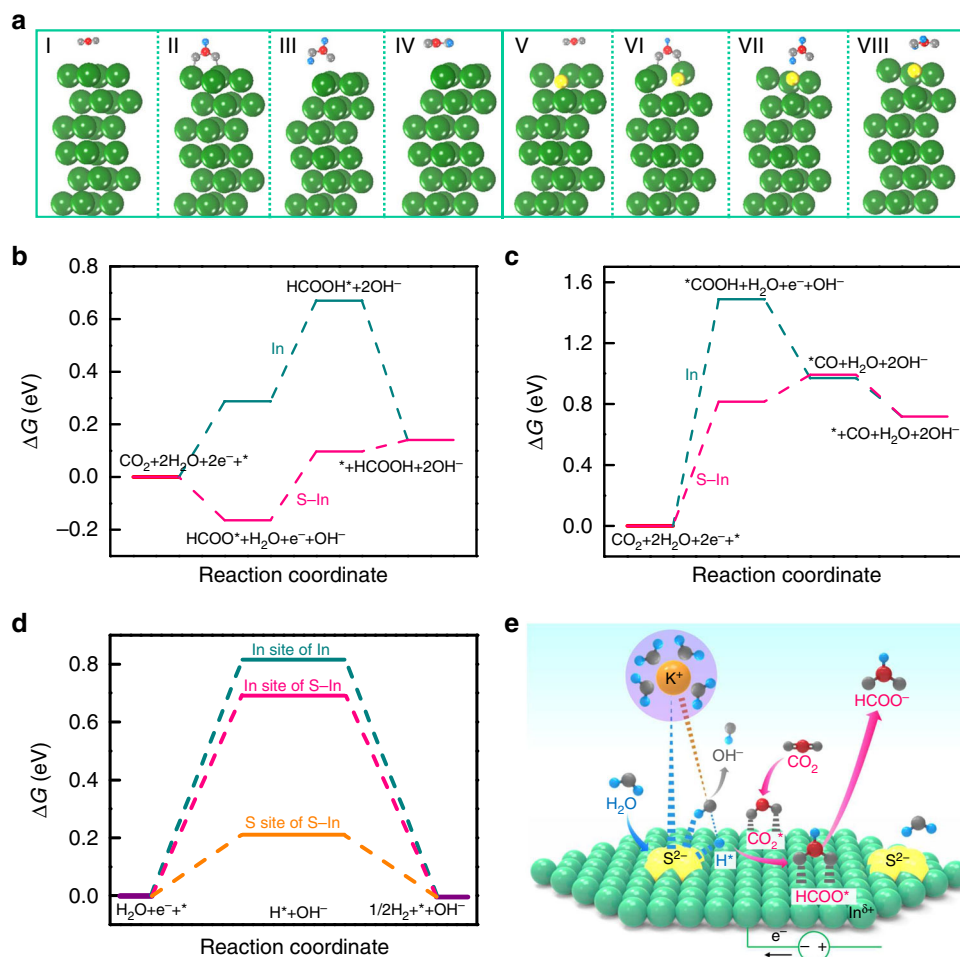 a
I II III IV V VI VII VIII
b
0.8
0.6
0.4
0.2
0.0
−0.2
ΔG (eV)
HCOOH*+2OH⁻
In
CO₂+2H₂O+2e⁻+*
*+HCOOH+2OH⁻
S–In
HCOO*+H₂O+e⁻+OH⁻
Reaction coordinate
c
1.6
1.2
0.8
0.4
0.0
ΔG (eV)
*COOH+H₂O+e⁻+OH⁻
In
*CO+H₂O+2OH⁻
*+CO+H₂O+2OH⁻
S–In
CO₂+2H₂O+2e⁻+*
Reaction coordinate
d
0.8
0.6
0.4
0.2
0.0
ΔG (eV)
In site of In
In site of S–In
S site of S–In
H₂O+e⁻+* H*+OH⁻ 1/2H₂+*+OH⁻
Reaction coordinate
e
K⁺
HCOO⁻
OH⁻
CO₂
H₂O
CO₂*
S²⁻
H*
S²⁻
HCOO*
Inᵟ⁺
e⁻
− +